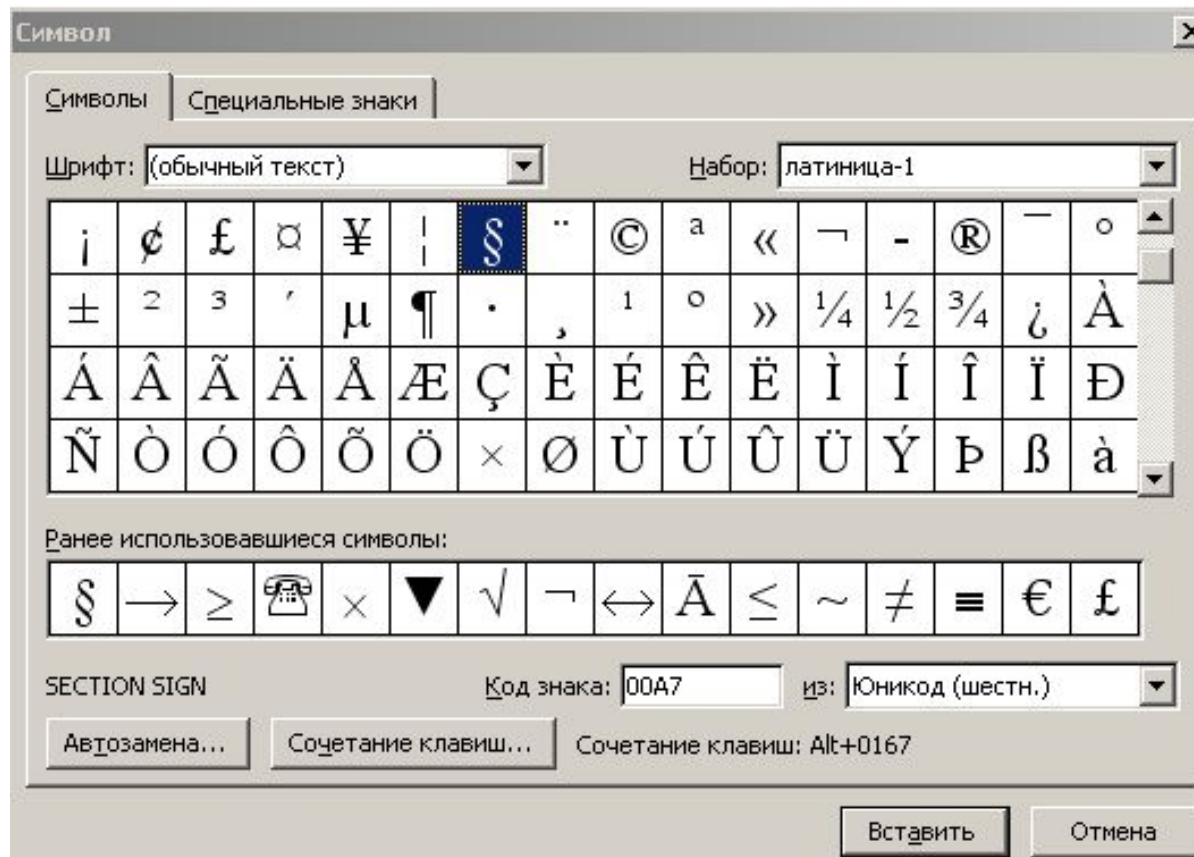 Символ
Символы Специальные знаки
Шрифт: (обычный текст) Набор: латиница-1
¡ ¢ £ ¤ ¥ ¦ § ¨ © ª « ¬ - ® ¯ °
± ² ³ ´ µ ¶ · ¸ ¹ º » ¼ ½ ¾ ¿ À
Á Â Ã Ä Å Æ Ç È É Ê Ë Ì Í Î Ï Ð
Ñ Ò Ó Ô Õ Ö × Ø Ù Ú Û Ü Ý Þ ß à
Ранее использовавшиеся символы:
§ → ≥ ☎ × ▼ √ ¬ ↔ Ā ≤ ~ ≠ ≡ € £
SECTION SIGN Код знака: 00A7 из: Юникод (шестн.)
Автозамена... Сочетание клавиш... Сочетание клавиш: Alt+0167
Вставить Отмена